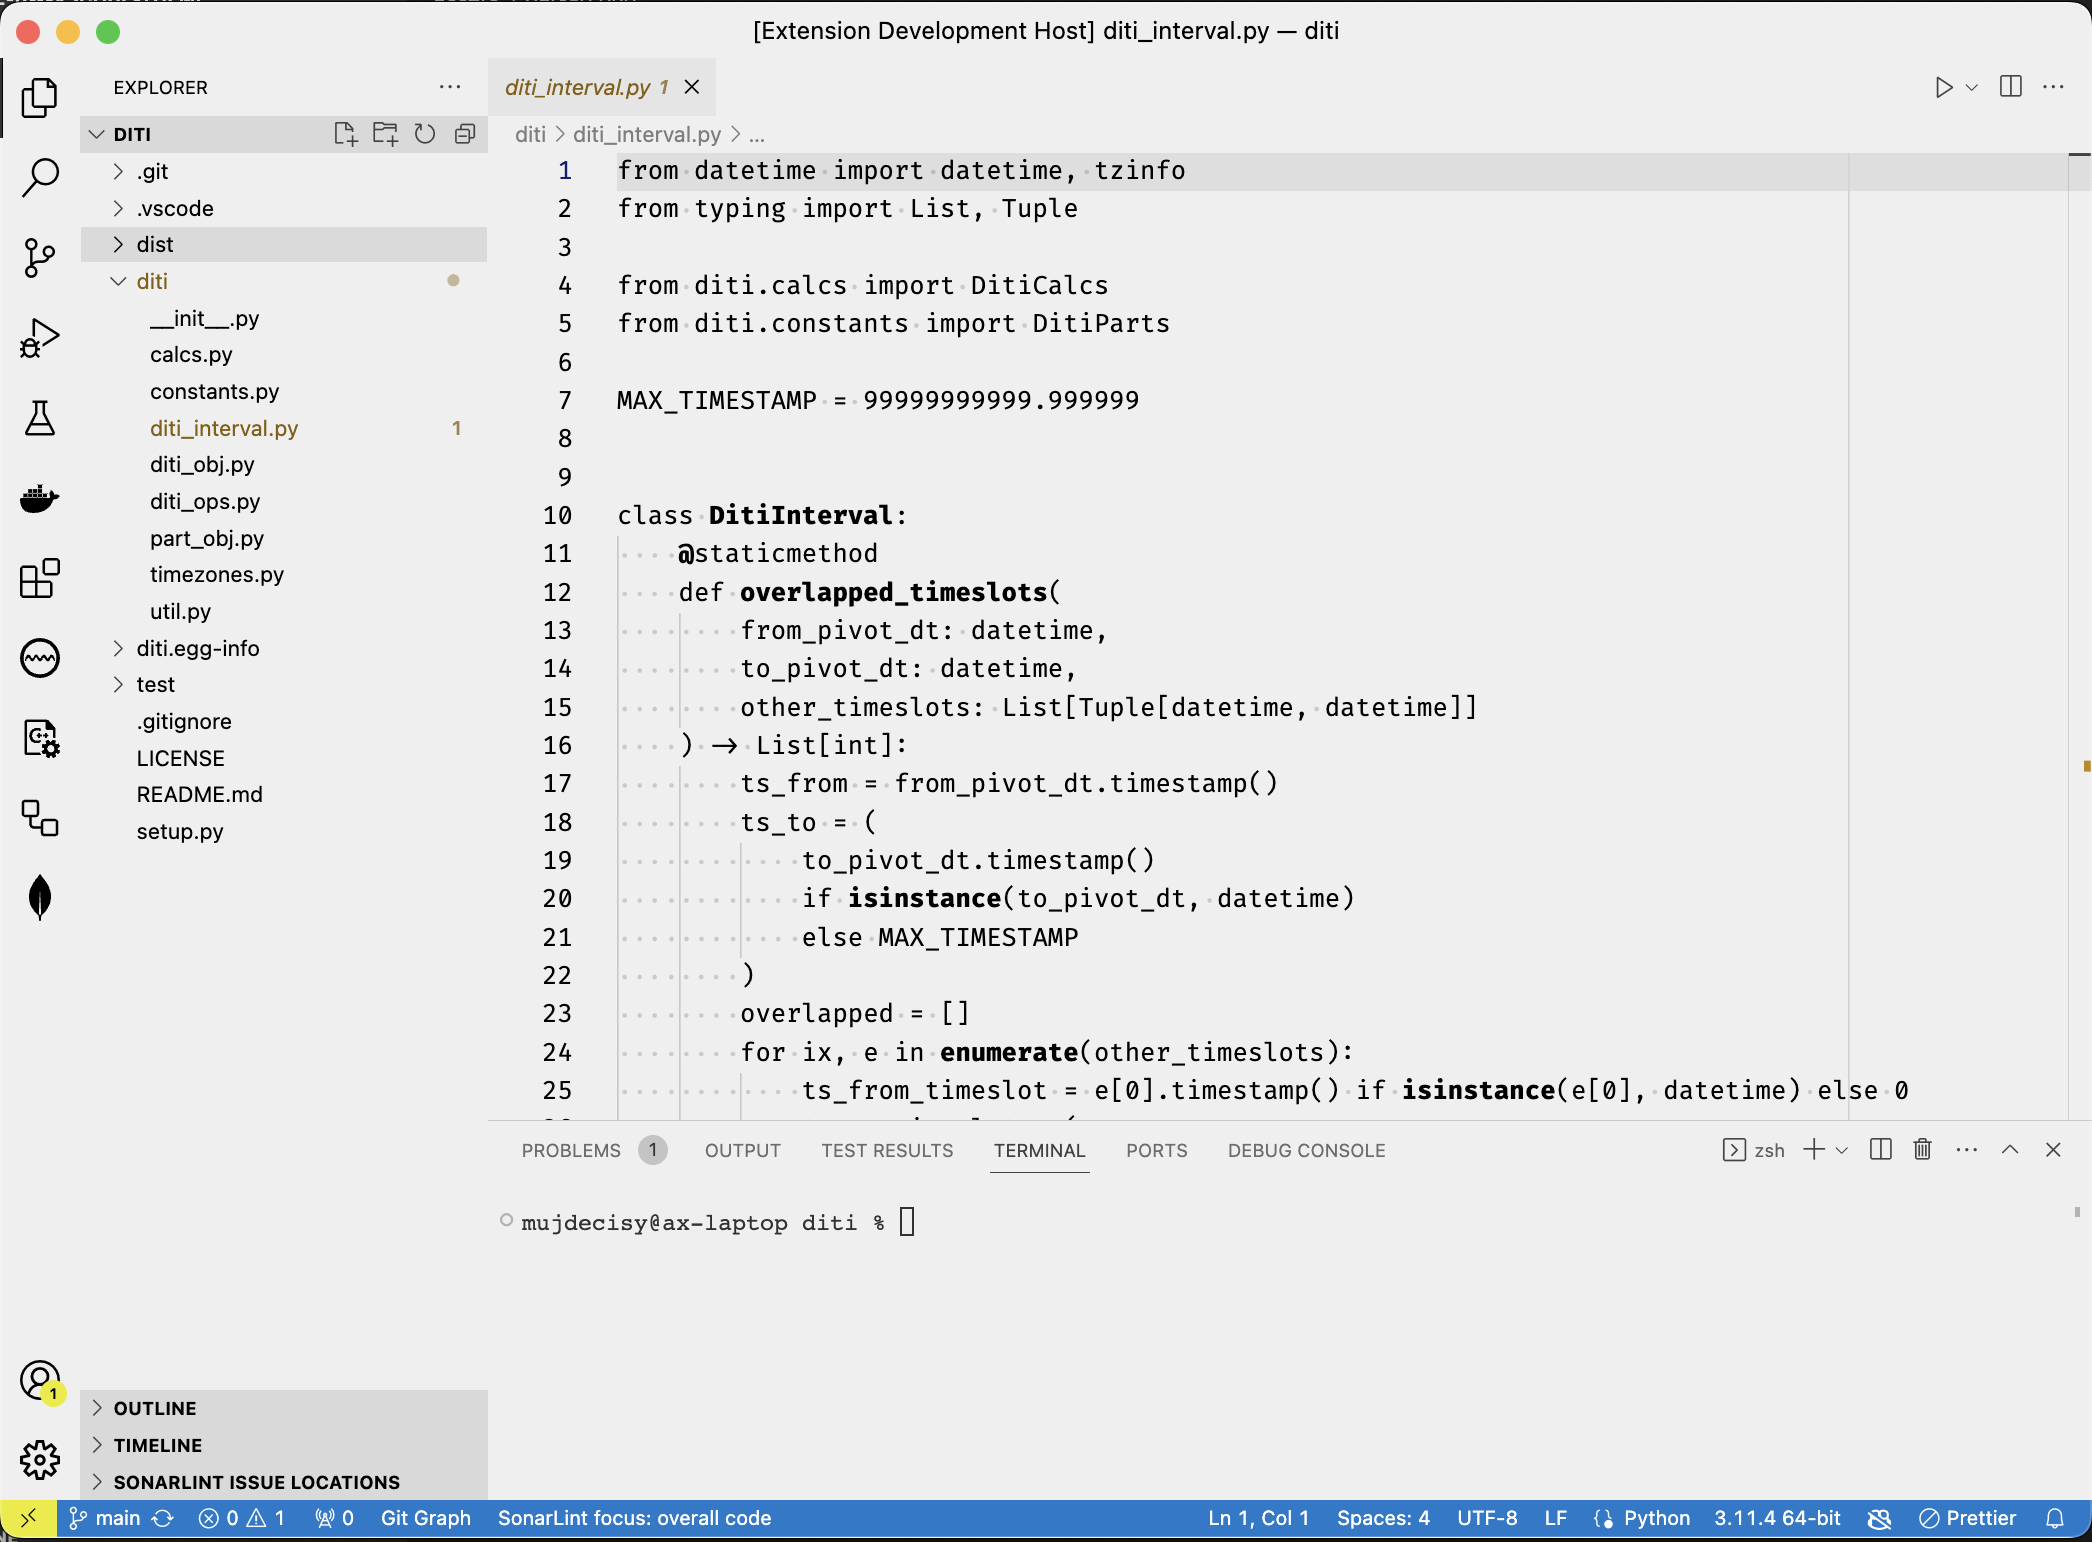 [Extension Development Host] diti_interval.py — diti
EXPLORER
DITI
.git
.vscode
dist
diti
__init__.py
calcs.py
constants.py
diti_interval.py 1
diti_obj.py
diti_ops.py
part_obj.py
timezones.py
util.py
diti.egg-info
test
.gitignore
LICENSE
README.md
setup.py
OUTLINE
TIMELINE
SONARLINT ISSUE LOCATIONS
1
diti_interval.py 1
diti > diti_interval.py > ...
1 from datetime import datetime, tzinfo
2 from typing import List, Tuple
3
4 from diti.calcs import DitiCalcs
5 from diti.constants import DitiParts
6
7 MAX_TIMESTAMP = 99999999999.999999
8
9
10 class DitiInterval:
11     @staticmethod
12     def overlapped_timeslots(
13         from_pivot_dt: datetime,
14         to_pivot_dt: datetime,
15         other_timeslots: List[Tuple[datetime, datetime]]
16     ) → List[int]:
17         ts_from = from_pivot_dt.timestamp()
18         ts_to = (
19             to_pivot_dt.timestamp()
20             if isinstance(to_pivot_dt, datetime)
21             else MAX_TIMESTAMP
22         )
23         overlapped = []
24         for ix, e in enumerate(other_timeslots):
25             ts_from_timeslot = e[0].timestamp() if isinstance(e[0], datetime) else 0
PROBLEMS 1 OUTPUT TEST RESULTS TERMINAL PORTS DEBUG CONSOLE zsh
mujdecisy@ax-laptop diti %
main 0 1 0 Git Graph SonarLint focus: overall code Ln 1, Col 1 Spaces: 4 UTF-8 LF Python 3.11.4 64-bit Prettier